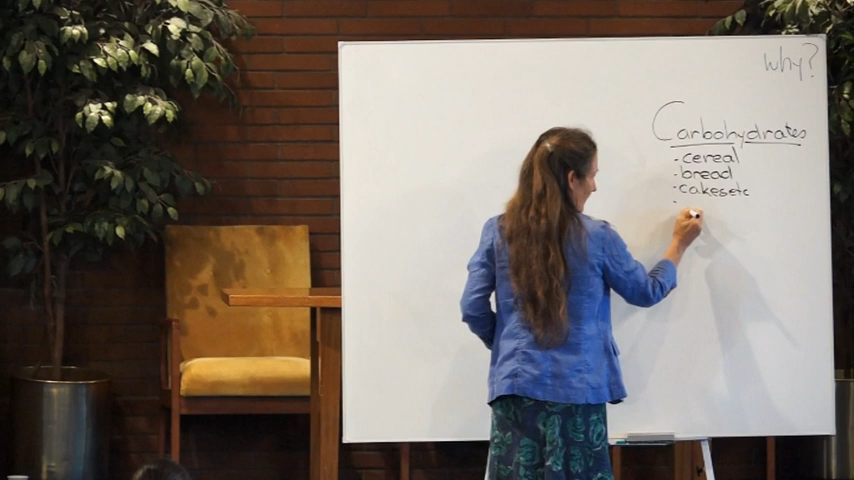 why?
Carbohydrates
· cereal
· bread
· cakes etc
·